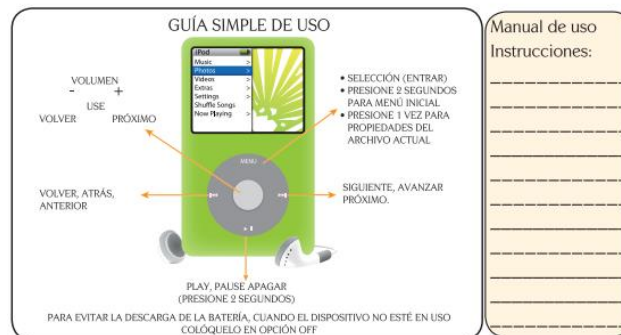 GUÍA SIMPLE DE USO
VOLUMEN
- +
USE
VOLVER PRÓXIMO
iPod
Music >
Photos >
Videos >
Extras >
Settings >
Shuffle Songs
Now Playing >
• SELECCIÓN (ENTRAR)
• PRESIONE 2 SEGUNDOS
PARA MENÚ INICIAL
• PRESIONE 1 VEZ PARA
PROPIEDADES DEL
ARCHIVO ACTUAL
MENU
VOLVER, ATRÁS,
ANTERIOR
SIGUIENTE, AVANZAR
PRÓXIMO.
PLAY, PAUSE APAGAR
(PRESIONE 2 SEGUNDOS)
PARA EVITAR LA DESCARGA DE LA BATERÍA, CUANDO EL DISPOSITIVO NO ESTÉ EN USO
COLÓQUELO EN OPCIÓN OFF
Manual de uso
Instrucciones: